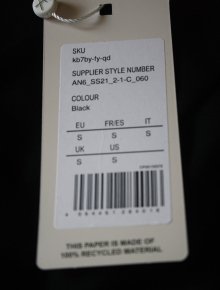 SKU
kb7by-fy-qd
SUPPLIER STYLE NUMBER
AN6_SS21_2-1-C_060
COLOUR
Black
EU FR/ES IT
S S S
UK US
S S
THIS PAPER IS MADE OF
100% RECYCLED MATERIAL